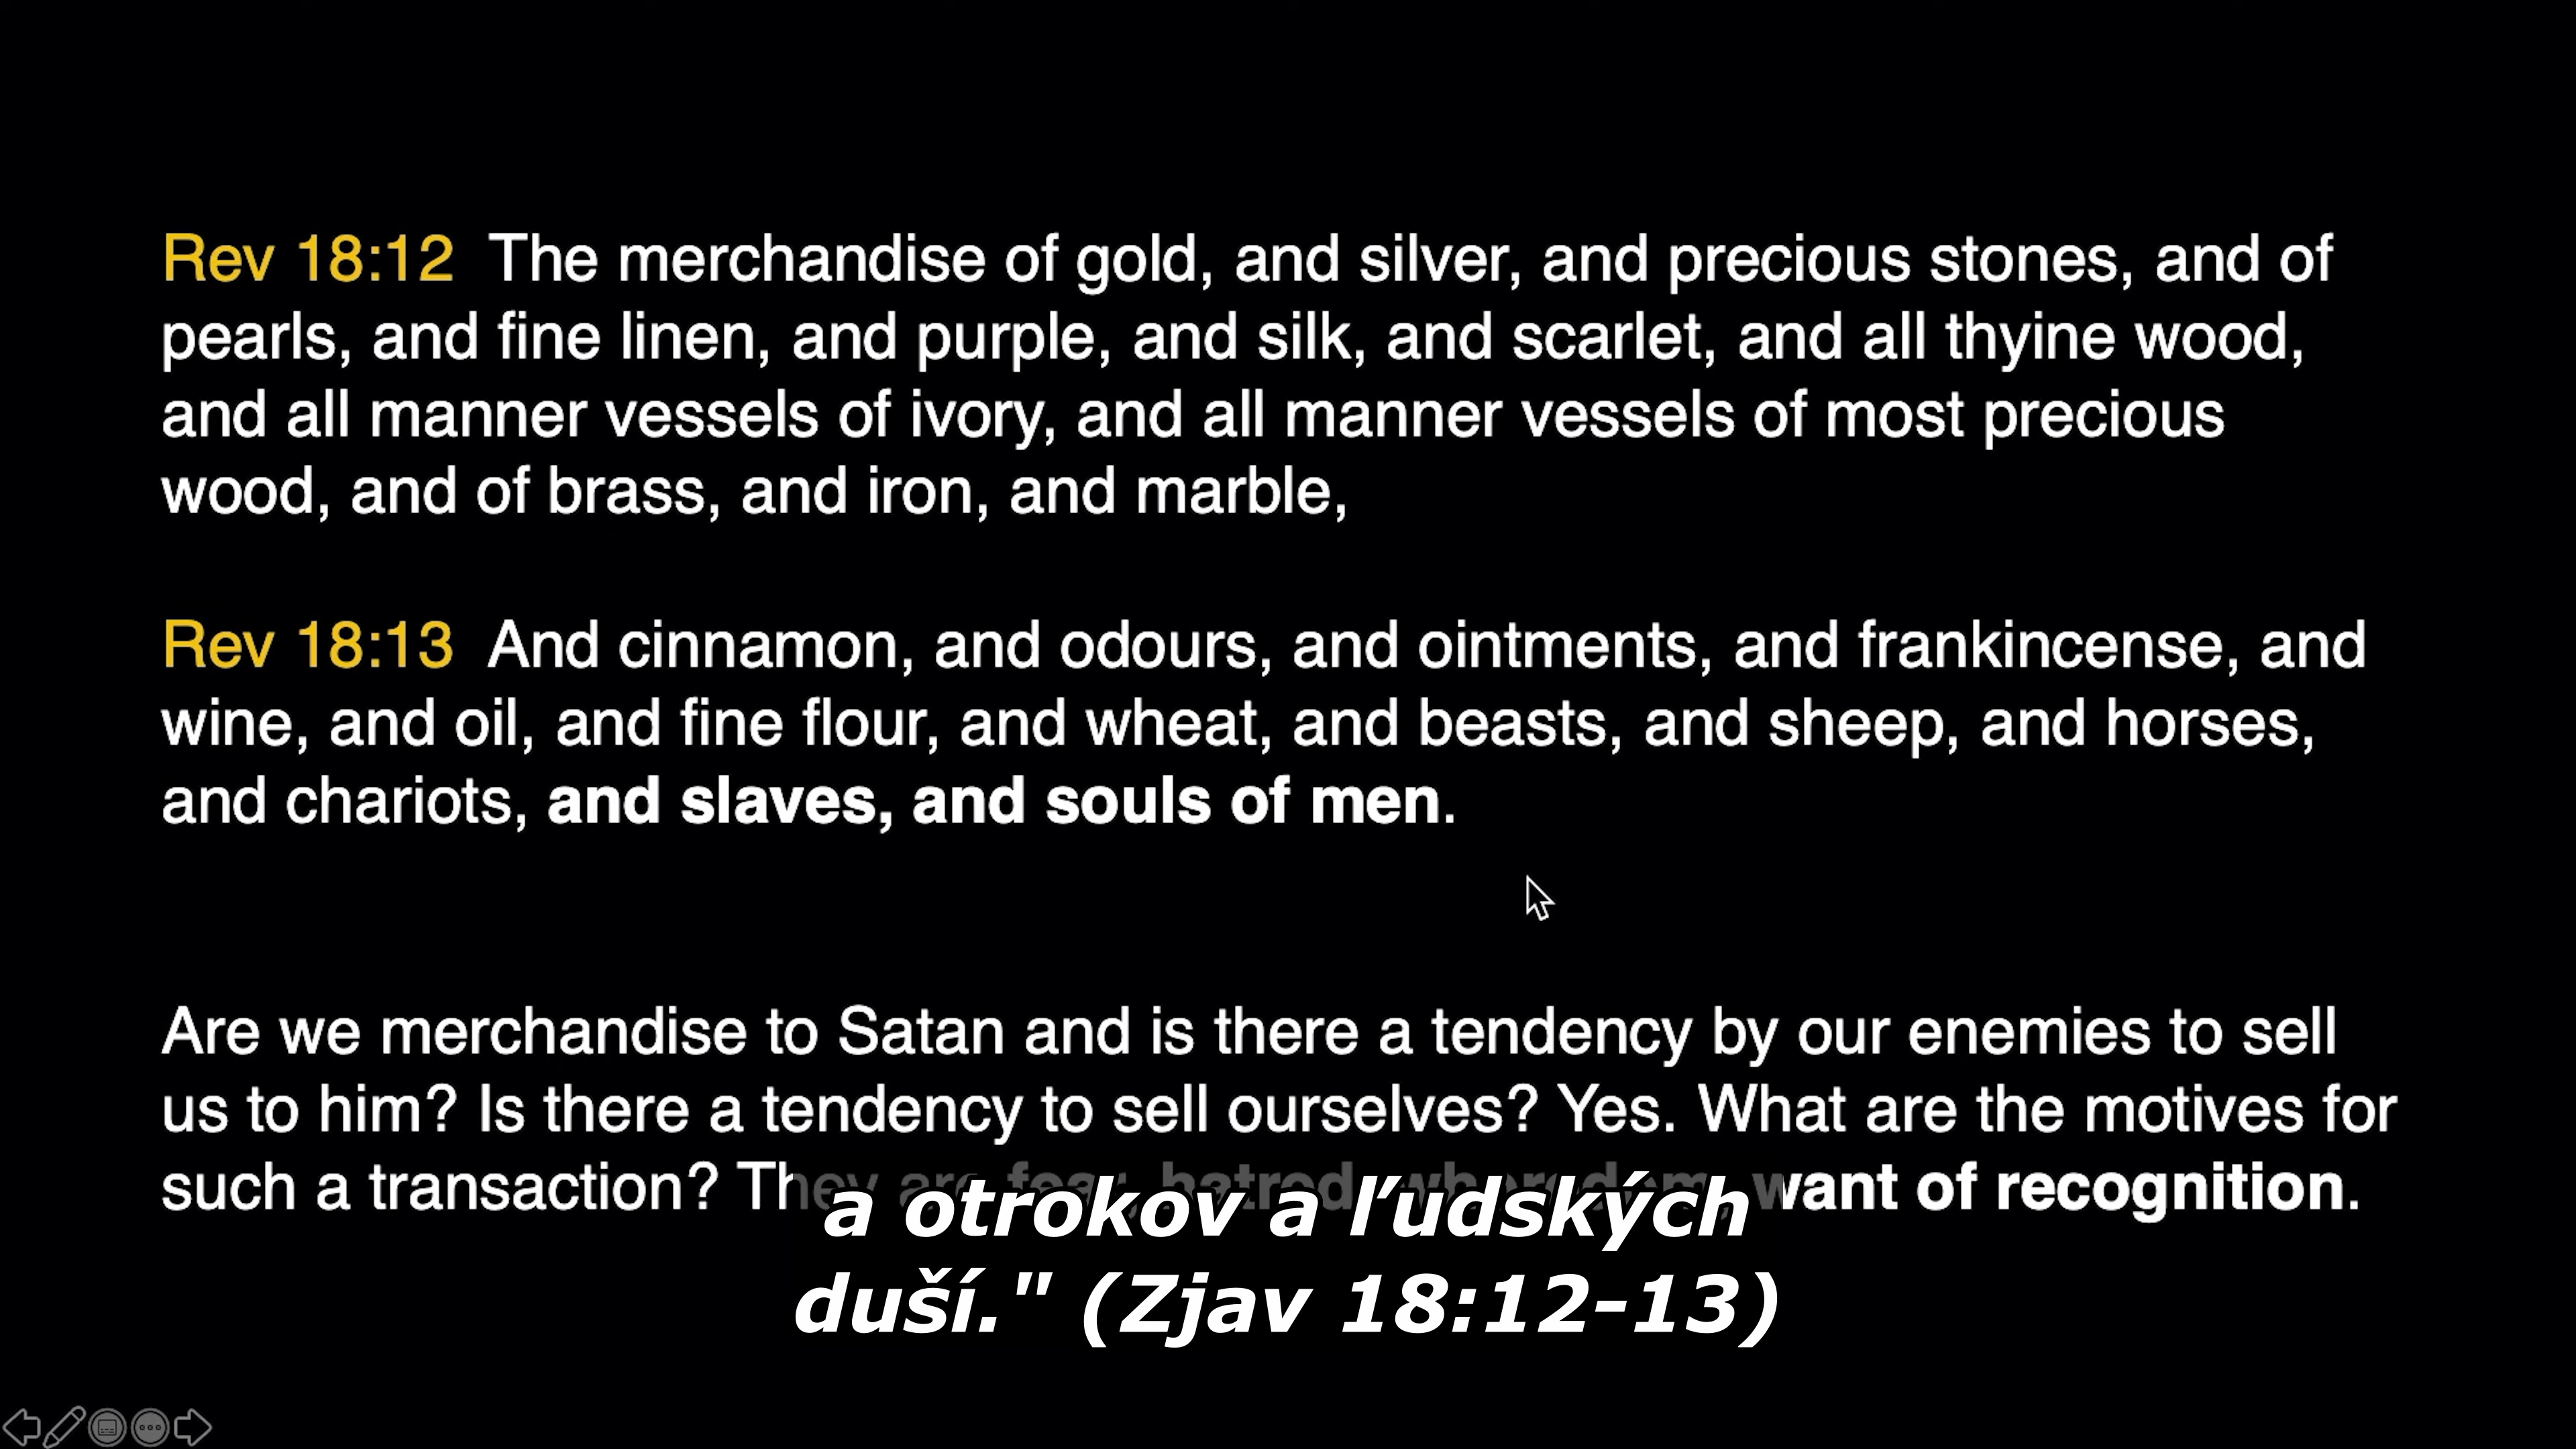 Rev 18:12 The merchandise of gold, and silver, and precious stones, and of
pearls, and fine linen, and purple, and silk, and scarlet, and all thyine wood,
and all manner vessels of ivory, and all manner vessels of most precious
wood, and of brass, and iron, and marble,
Rev 18:13 And cinnamon, and odours, and ointments, and frankincense, and
wine, and oil, and fine flour, and wheat, and beasts, and sheep, and horses,
and chariots, and slaves, and souls of men.
Are we merchandise to Satan and is there a tendency by our enemies to sell
us to him? Is there a tendency to sell ourselves? Yes. What are the motives for
such a transaction? They are fear, hatred, whoredom, want of recognition.
a otrokov a ľudských
duší." (Zjav 18:12-13)